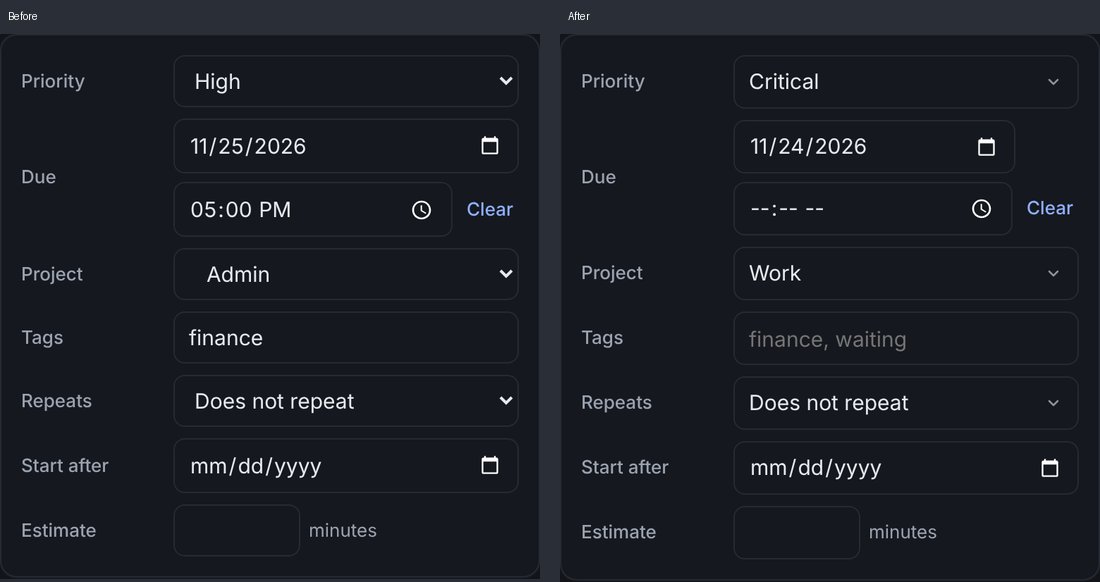 Before
Priority
High
11/25/2026
Due
05:00 PM
Clear
Project
Admin
Tags
finance
Repeats
Does not repeat
Start after
mm/dd/yyyy
Estimate
minutes
After
Priority
Critical
11/24/2026
Due
--:-- --
Clear
Project
Work
Tags
finance, waiting
Repeats
Does not repeat
Start after
mm/dd/yyyy
Estimate
minutes